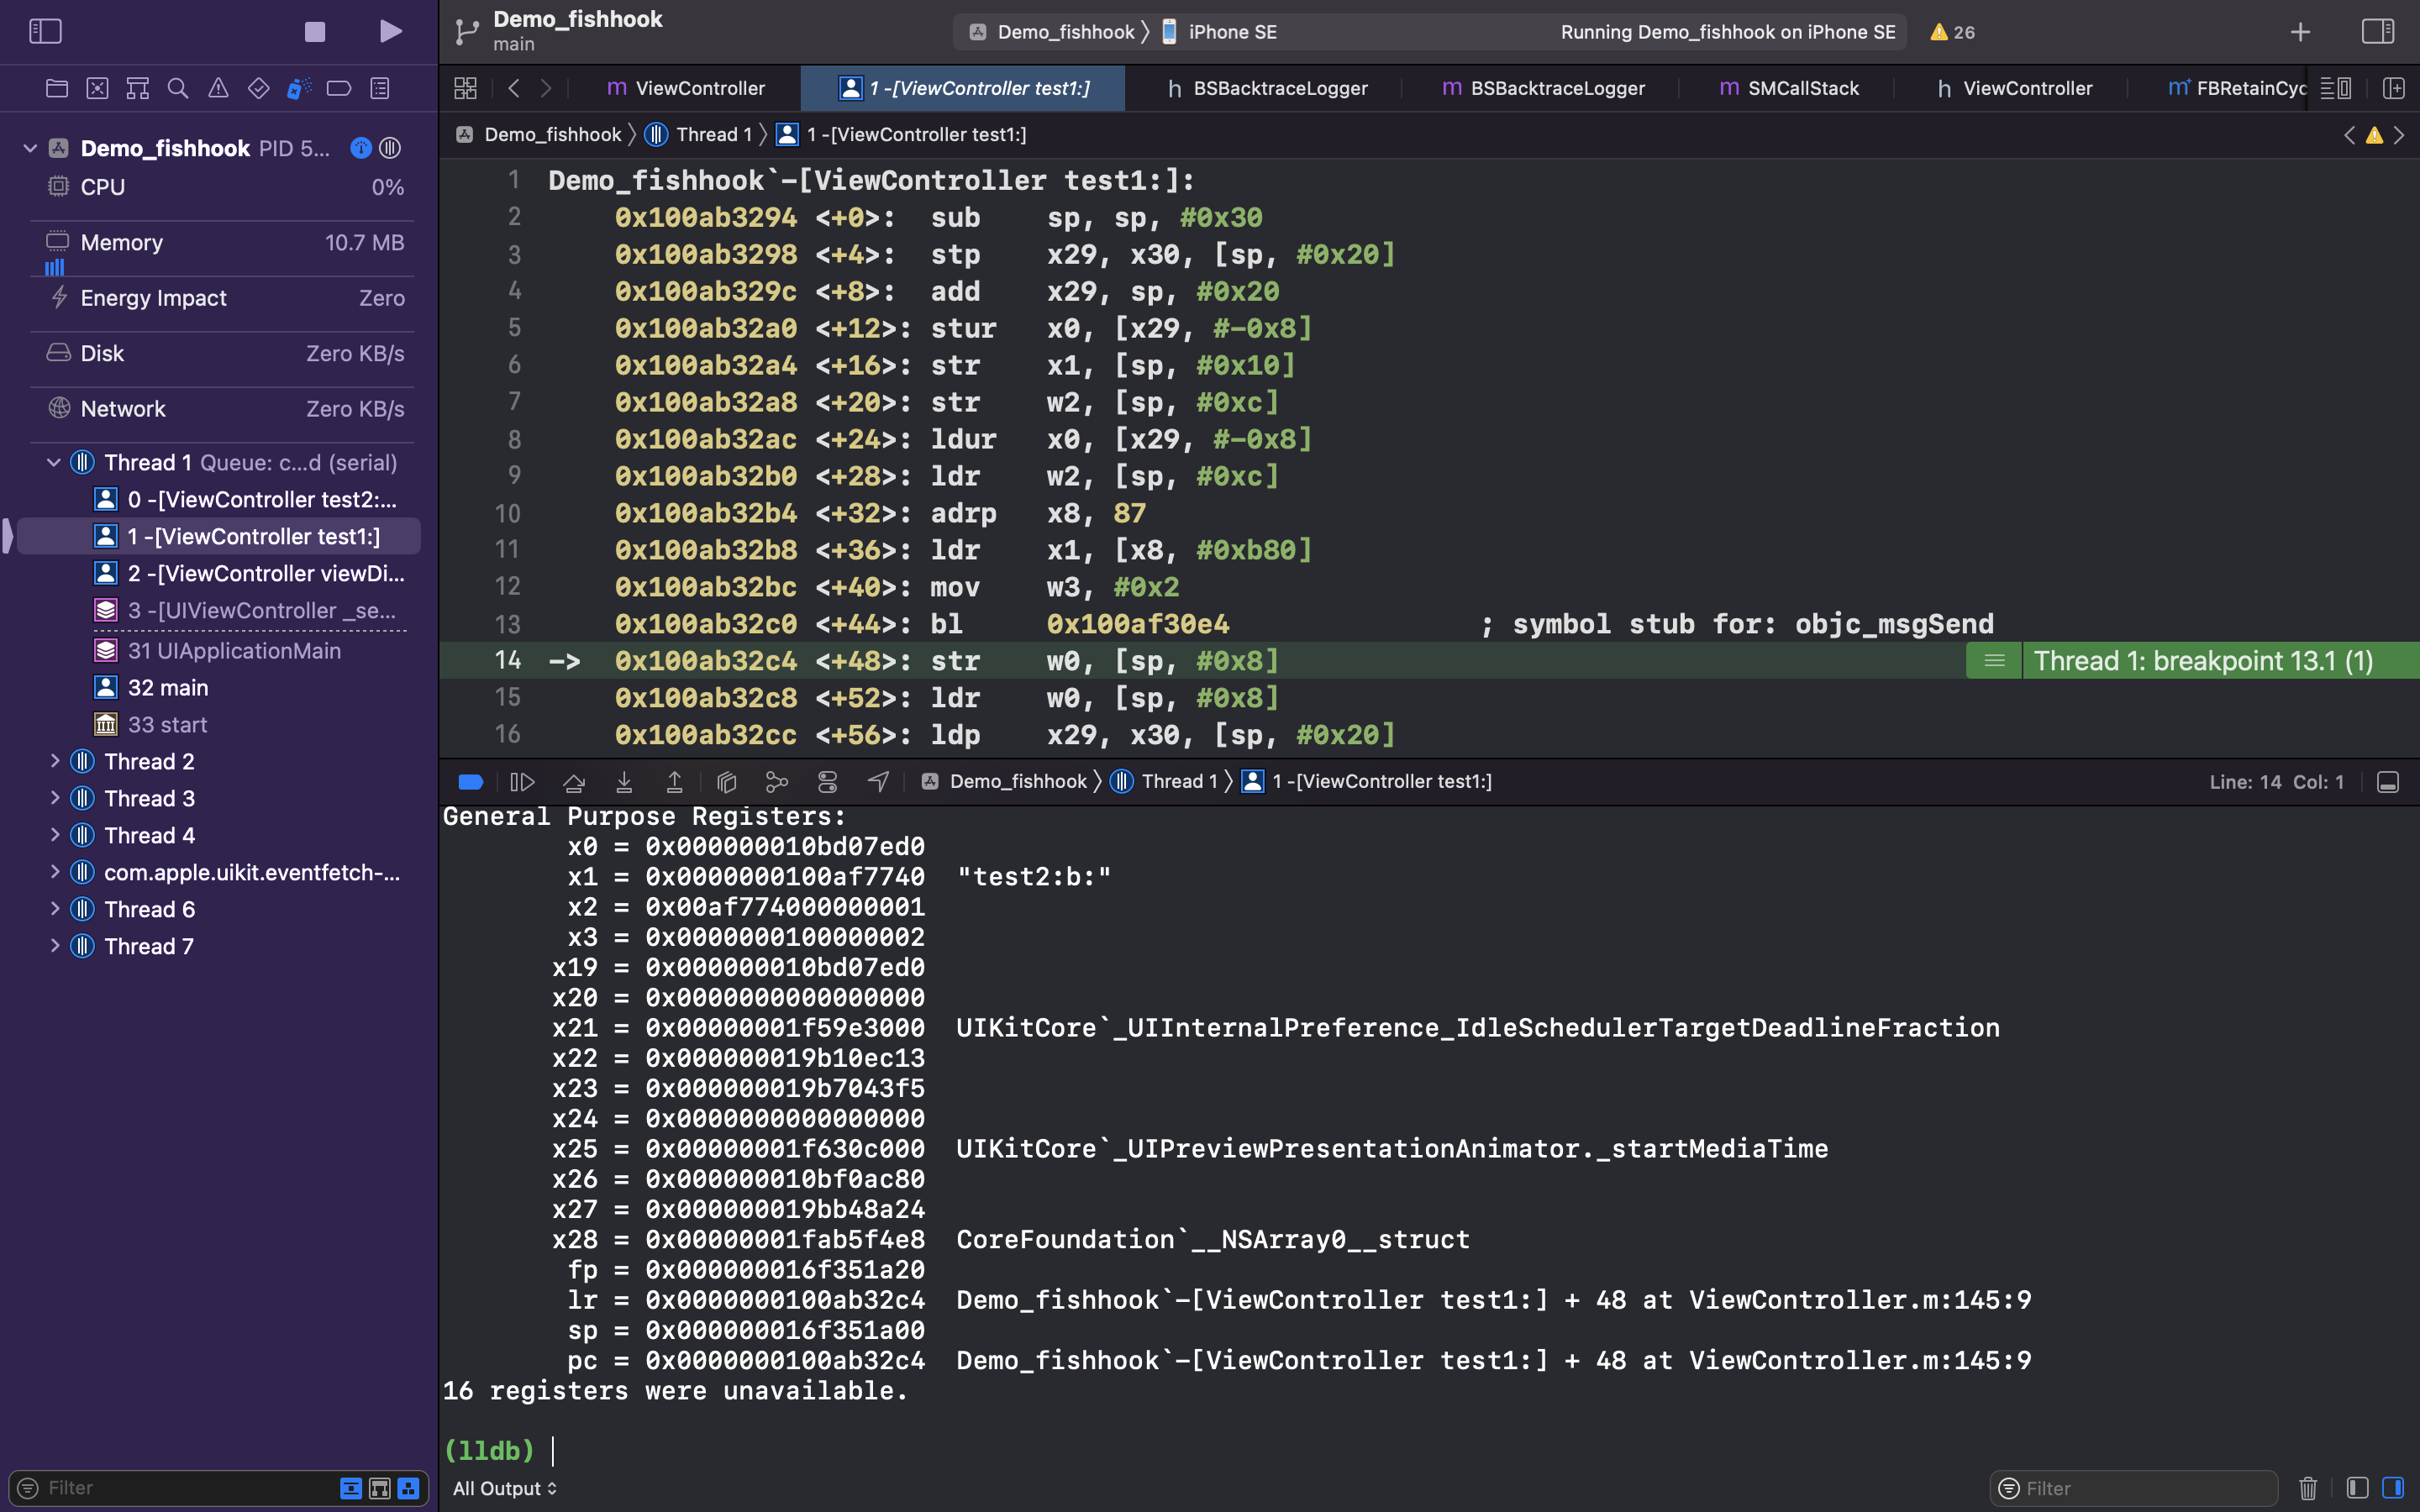 Demo_fishhook
main
Demo_fishhook
iPhone SE
Running Demo_fishhook on iPhone SE
26
ViewController
1 -[ViewController test1:]
BSBacktraceLogger
BSBacktraceLogger
SMCallStack
ViewController
FBRetainCyc
Demo_fishhook
Thread 1
1 -[ViewController test1:]
Demo_fishhook PID 5...
CPU 0%
Memory 10.7 MB
Energy Impact Zero
Disk Zero KB/s
Network Zero KB/s
Thread 1 Queue: c...d (serial)
0 -[ViewController test2:...
1 -[ViewController test1:]
2 -[ViewController viewDi...
3 -[UIViewController _se...
31 UIApplicationMain
32 main
33 start
Thread 2
Thread 3
Thread 4
com.apple.uikit.eventfetch-...
Thread 6
Thread 7
Filter
1 Demo_fishhook`-[ViewController test1:]:
2 0x100ab3294 <+0>: sub sp, sp, #0x30
3 0x100ab3298 <+4>: stp x29, x30, [sp, #0x20]
4 0x100ab329c <+8>: add x29, sp, #0x20
5 0x100ab32a0 <+12>: stur x0, [x29, #-0x8]
6 0x100ab32a4 <+16>: str x1, [sp, #0x10]
7 0x100ab32a8 <+20>: str w2, [sp, #0xc]
8 0x100ab32ac <+24>: ldur x0, [x29, #-0x8]
9 0x100ab32b0 <+28>: ldr w2, [sp, #0xc]
10 0x100ab32b4 <+32>: adrp x8, 87
11 0x100ab32b8 <+36>: ldr x1, [x8, #0xb80]
12 0x100ab32bc <+40>: mov w3, #0x2
13 0x100ab32c0 <+44>: bl 0x100af30e4 ; symbol stub for: objc_msgSend
14 -> 0x100ab32c4 <+48>: str w0, [sp, #0x8] Thread 1: breakpoint 13.1 (1)
15 0x100ab32c8 <+52>: ldr w0, [sp, #0x8]
16 0x100ab32cc <+56>: ldp x29, x30, [sp, #0x20]
Demo_fishhook Thread 1 1 -[ViewController test1:] Line: 14 Col: 1
General Purpose Registers:
x0 = 0x000000010bd07ed0
x1 = 0x0000000100af7740 "test2:b:"
x2 = 0x00af774000000001
x3 = 0x0000000100000002
x19 = 0x000000010bd07ed0
x20 = 0x0000000000000000
x21 = 0x00000001f59e3000 UIKitCore`_UIInternalPreference_IdleSchedulerTargetDeadlineFraction
x22 = 0x000000019b10ec13
x23 = 0x000000019b7043f5
x24 = 0x0000000000000000
x25 = 0x00000001f630c000 UIKitCore`_UIPreviewPresentationAnimator._startMediaTime
x26 = 0x000000010bf0ac80
x27 = 0x000000019bb48a24
x28 = 0x00000001fab5f4e8 CoreFoundation`__NSArray0__struct
fp = 0x000000016f351a20
lr = 0x0000000100ab32c4 Demo_fishhook`-[ViewController test1:] + 48 at ViewController.m:145:9
sp = 0x000000016f351a00
pc = 0x0000000100ab32c4 Demo_fishhook`-[ViewController test1:] + 48 at ViewController.m:145:9
16 registers were unavailable.
(lldb)
All Output
Filter